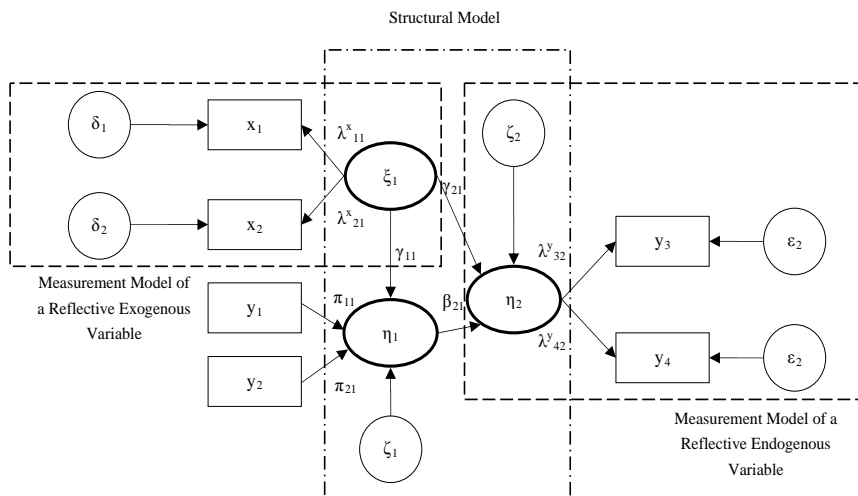 Structural Model
δ₁
x₁
λˣ₁₁
ζ₂
ξ₁
γ₂₁
δ₂
x₂
λˣ₂₁
y₃
ε₂
γ₁₁
λʸ₃₂
Measurement Model of
a Reflective Exogenous
Variable
π₁₁
y₁
η₁
β₂₁
η₂
λʸ₄₂
y₂
π₂₁
y₄
ε₂
ζ₁
Measurement Model of a
Reflective Endogenous
Variable